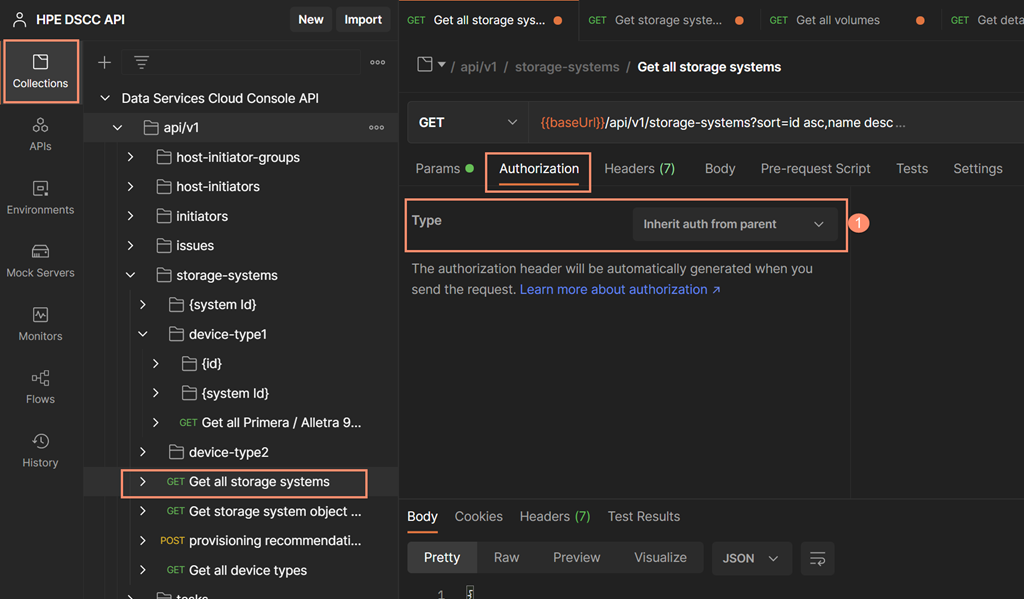 HPE DSCC API
New
Import
GET Get all storage sys...
GET Get storage syste...
GET Get all volumes
GET Get deta
Collections
APIs
Environments
Mock Servers
Monitors
Flows
History
Data Services Cloud Console API
api/v1
host-initiator-groups
host-initiators
initiators
issues
storage-systems
{system Id}
device-type1
{id}
{system Id}
GET Get all Primera / Alletra 9...
device-type2
GET Get all storage systems
GET Get storage system object ...
POST provisioning recommendati...
GET Get all device types
tasks
/ api/v1 / storage-systems / Get all storage systems
GET
{{baseUrl}}/api/v1/storage-systems?sort=id asc,name desc...
Params
Authorization
Headers (7)
Body
Pre-request Script
Tests
Settings
Type
Inherit auth from parent
1
The authorization header will be automatically generated when you
send the request. Learn more about authorization ↗
Body
Cookies
Headers (7)
Test Results
Pretty
Raw
Preview
Visualize
JSON
1 {